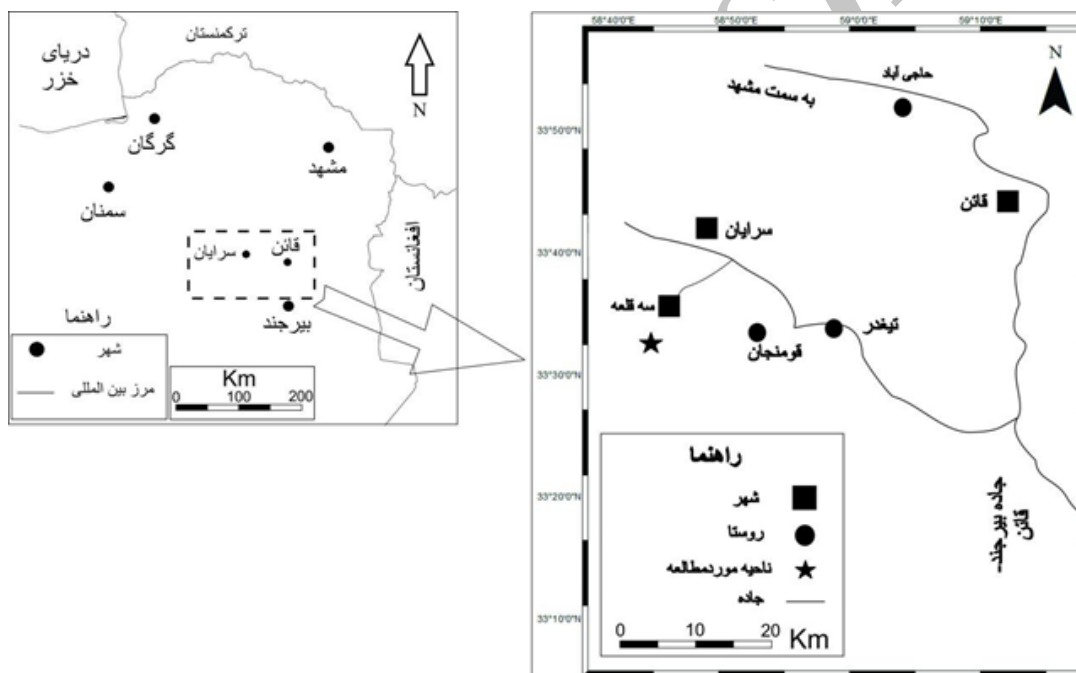 ترکمنستان
دریای
خزر
N
گرگان
مشهد
سمنان
افغانستان
سرایان
قائن
بیرجند
راهنما
شهر
مرز بین المللی
Km
0 100 200
58°40'0"E 58°50'0"E 59°0'0"E 59°10'0"E
33°50'0"N
33°40'0"N
33°30'0"N
33°20'0"N
33°10'0"N
حاجی آباد
به سمت مشهد
N
قائن
سرایان
سه قلعه
تیغدر
قومنجان
جاده بیرجند-
قائن
راهنما
شهر
روستا
ناحیه موردمطالعه
جاده
0 10 20 Km